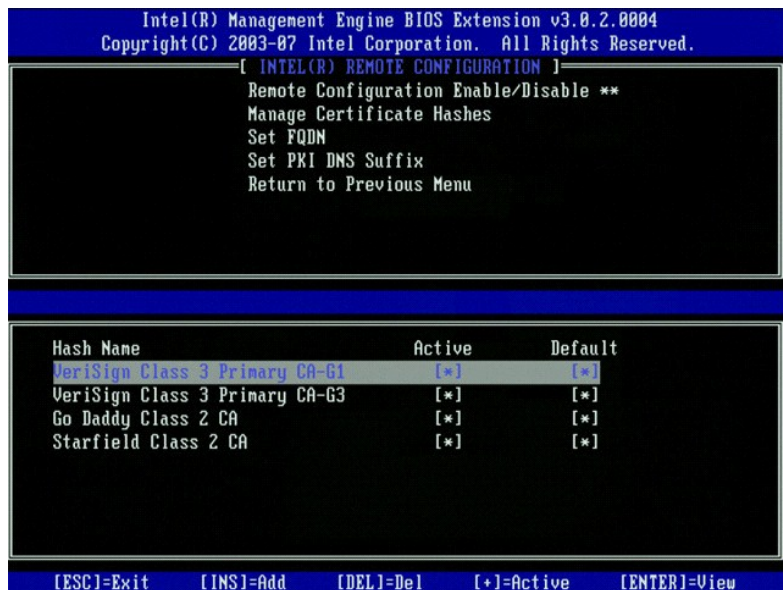 Intel(R) Management Engine BIOS Extension v3.0.2.0004
Copyright(C) 2003-07 Intel Corporation. All Rights Reserved.
[ INTEL(R) REMOTE CONFIGURATION ]
Remote Configuration Enable/Disable **
Manage Certificate Hashes
Set FQDN
Set PKI DNS Suffix
Return to Previous Menu
Hash Name Active Default
VeriSign Class 3 Primary CA-G1 [*] [*]
VeriSign Class 3 Primary CA-G3 [*] [*]
Go Daddy Class 2 CA [*] [*]
Starfield Class 2 CA [*] [*]
[ESC]=Exit [INS]=Add [DEL]=Del [+]=Active [ENTER]=View